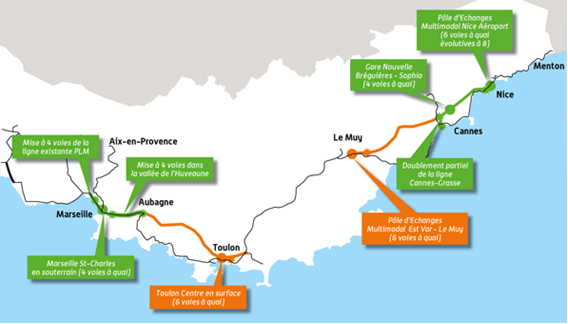 Pôle d'Echanges
Multimodal Nice Aéroport
(6 voies à quai
évolutives à 8)
Menton
Gare Nouvelle
Bréguières - Sophia
(4 voies à quai)
Nice
Cannes
Mise à 4 voies de la
ligne existante PLM
Aix-en-Provence
Le Muy
Mise à 4 voies dans
la vallée de l'Huveaune
Doublement partiel
de la ligne
Cannes-Grasse
Aubagne
Marseille
Pôle d'Echanges
Multimodal Est Var - Le Muy
(6 voies à quai)
Toulon
Marseille St-Charles
en souterrain (4 voies à quai)
Toulon Centre en surface
(6 voies à quai)